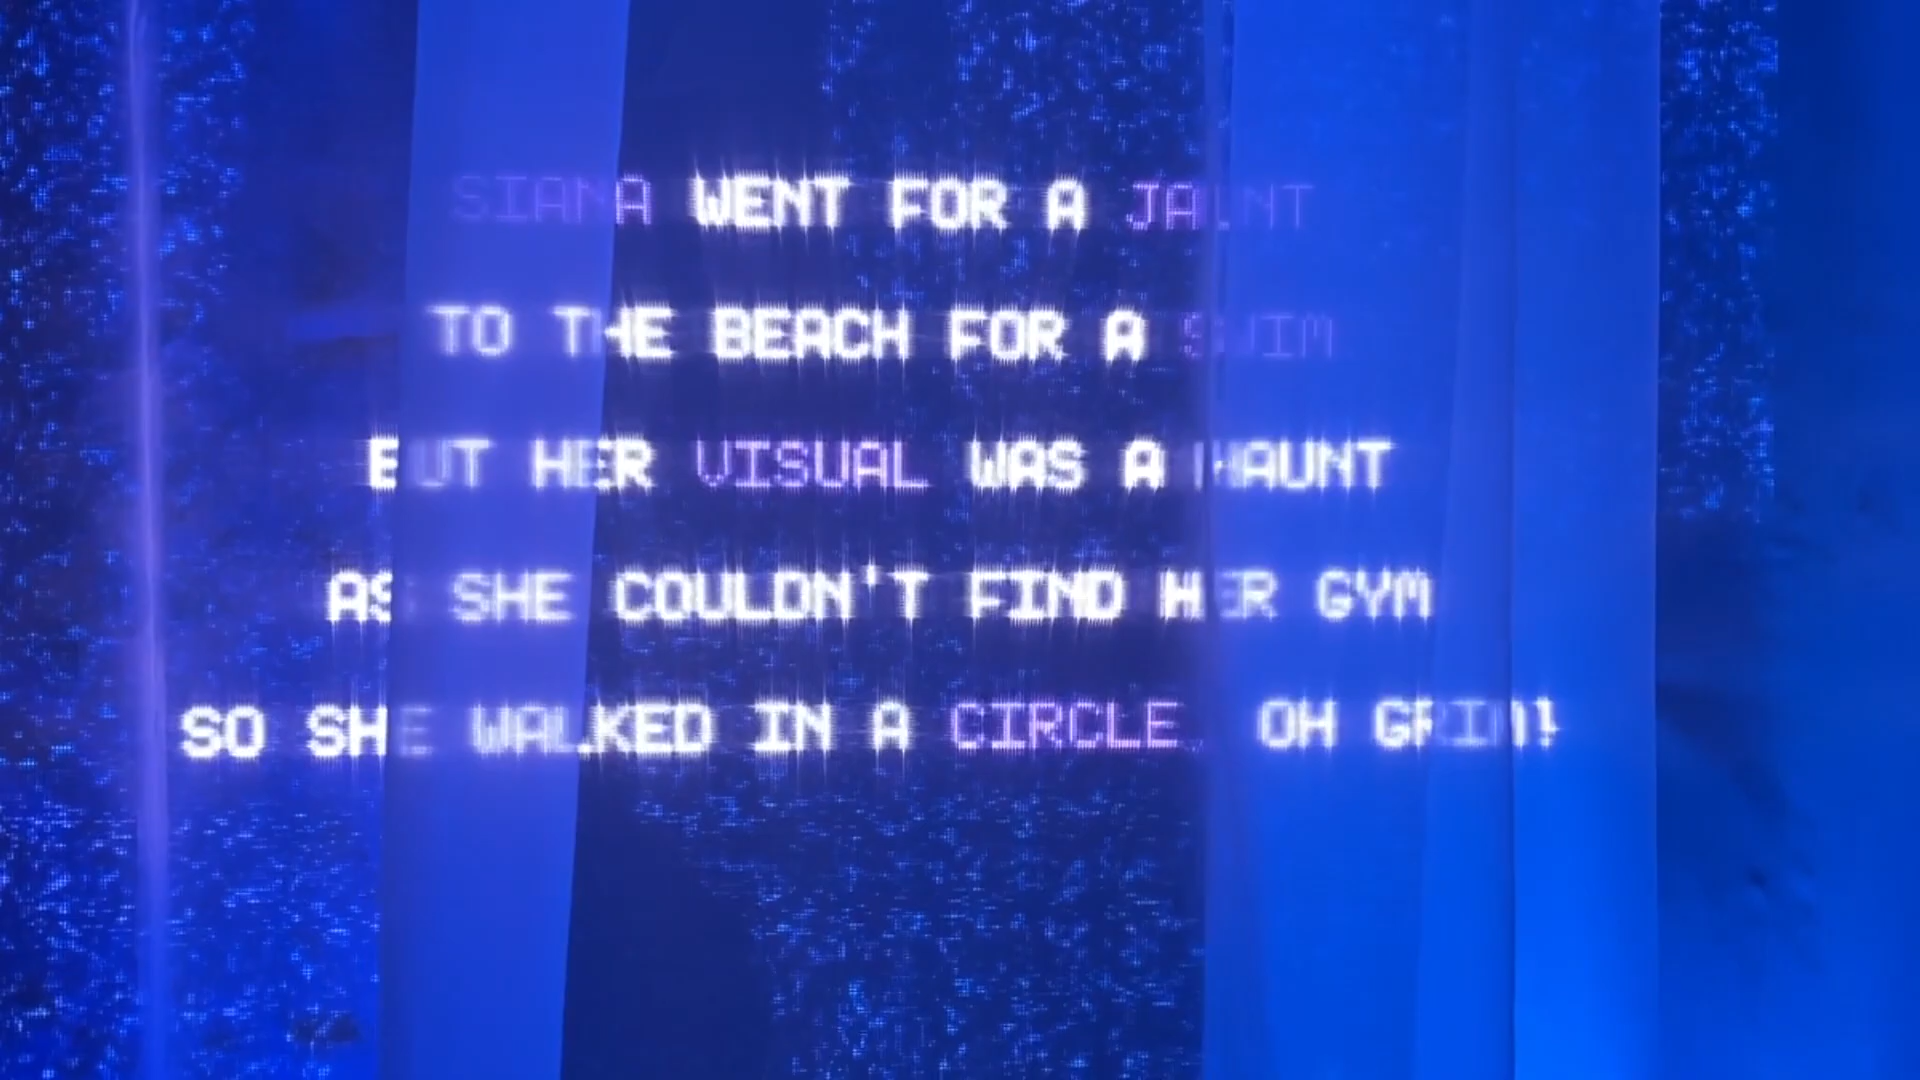 SIANA WENT FOR A JAUNT
TO THE BEACH FOR A SWIM
BUT HER VISUAL WAS A HAUNT
AS SHE COULDN'T FIND HER GYM
SO SHE WALKED IN A CIRCLE, OH GRIM!